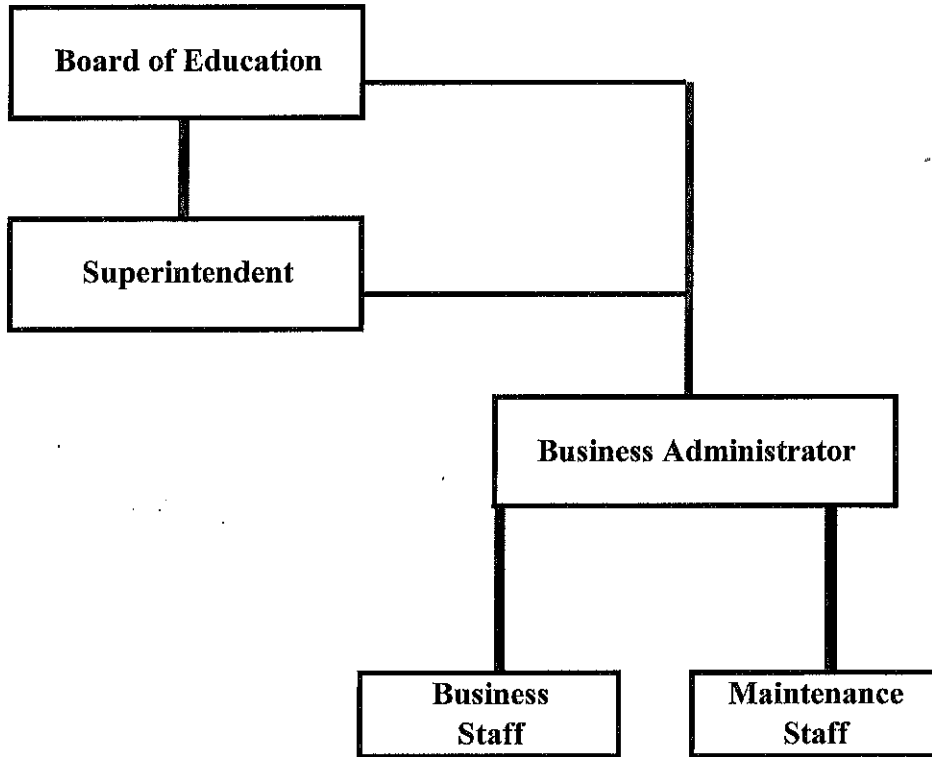 Board of Education
Superintendent
Business Administrator
Business
Staff
Maintenance
Staff